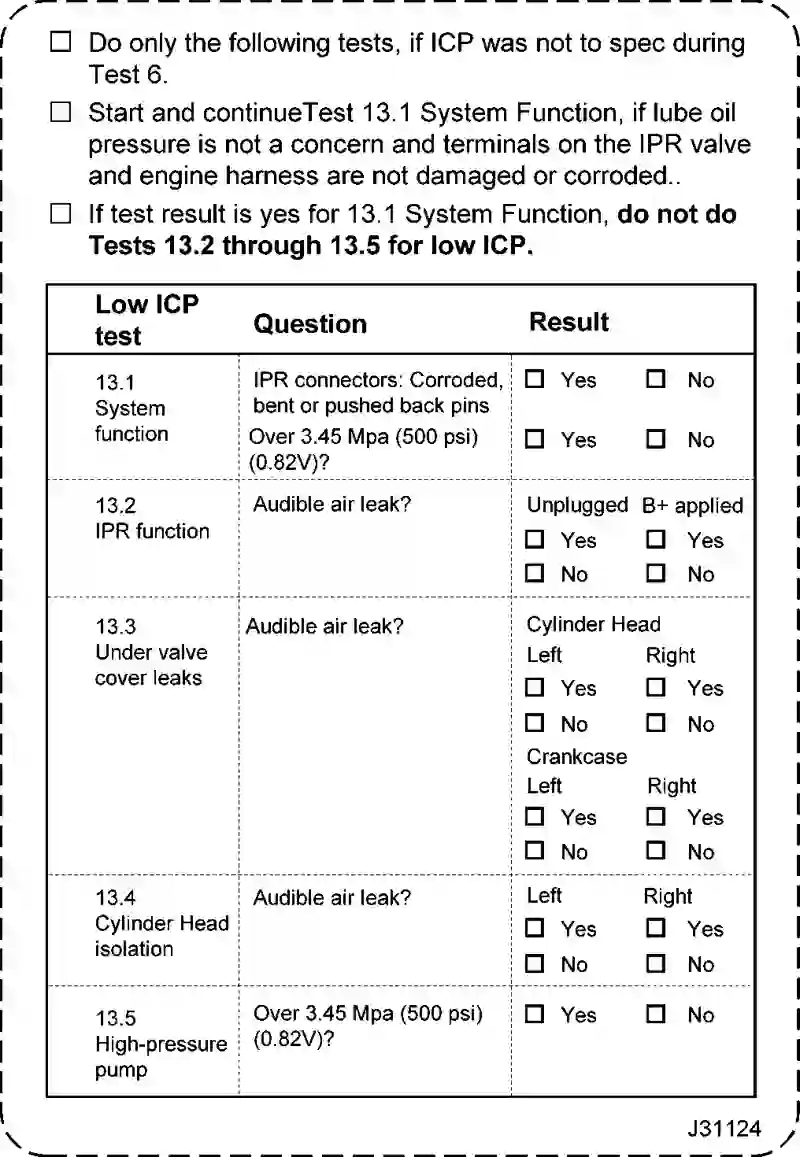 Do only the following tests, if ICP was not to spec during
Test 6.
Start and continueTest 13.1 System Function, if lube oil
pressure is not a concern and terminals on the IPR valve
and engine harness are not damaged or corroded..
If test result is yes for 13.1 System Function, do not do
Tests 13.2 through 13.5 for low ICP.
Low ICP
test
Question
Result
13.1
System
function
IPR connectors: Corroded,
bent or pushed back pins
Yes No
Over 3.45 Mpa (500 psi)
(0.82V)?
Yes No
13.2
IPR function
Audible air leak?
Unplugged B+ applied
Yes Yes
No No
13.3
Under valve
cover leaks
Audible air leak?
Cylinder Head
Left Right
Yes Yes
No No
Crankcase
Left Right
Yes Yes
No No
13.4
Cylinder Head
isolation
Audible air leak?
Left Right
Yes Yes
No No
13.5
High-pressure
pump
Over 3.45 Mpa (500 psi)
(0.82V)?
Yes No
J31124